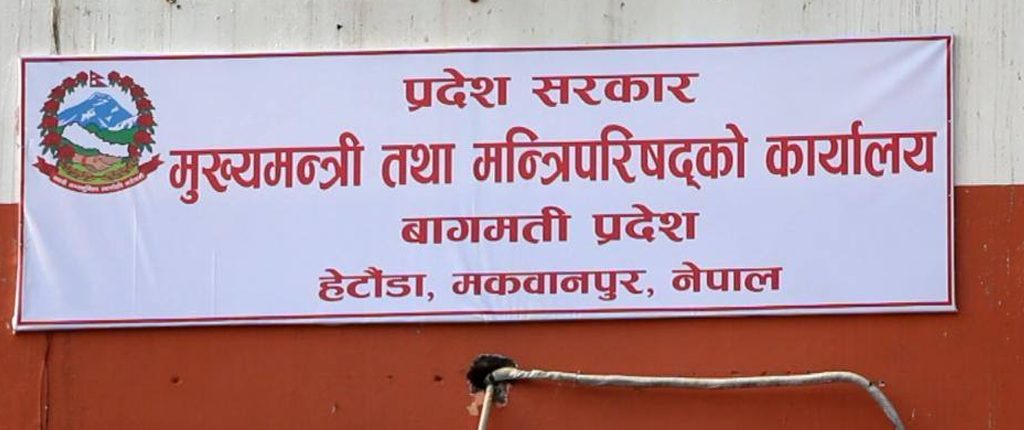 प्रदेश सरकार
मुख्यमन्त्री तथा मन्त्रिपरिषद्को कार्यालय
बागमती प्रदेश
हेटौंडा, मकवानपुर, नेपाल